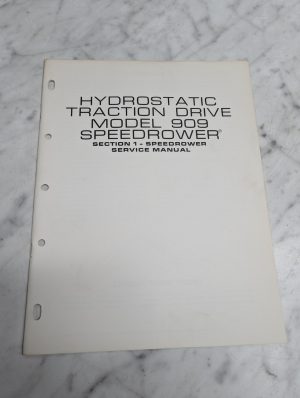 HYDROSTATIC
TRACTION DRIVE
MODEL 909
SPEEDROWER®
SECTION 1 - SPEEDROWER
SERVICE MANUAL